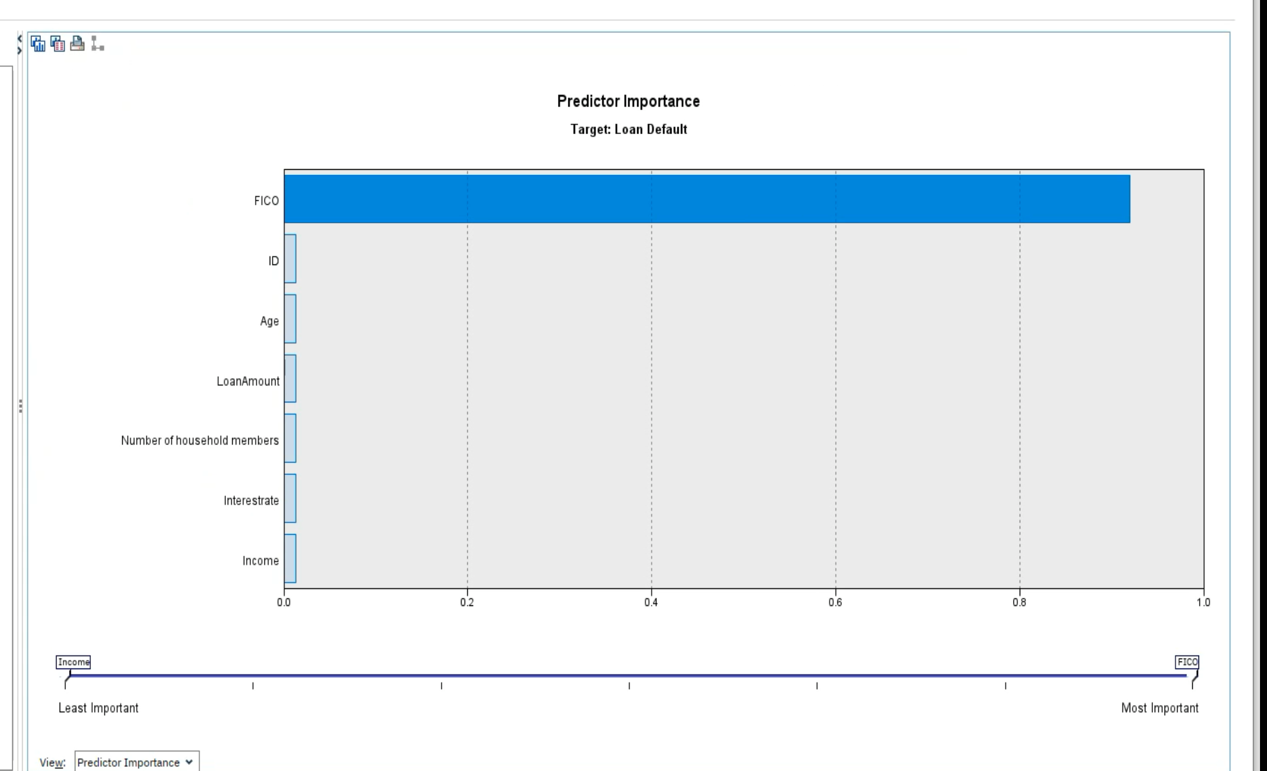 Predictor Importance
Target: Loan Default
FICO
ID
Age
LoanAmount
Number of household members
Interestrate
Income
0.0 0.2 0.4 0.6 0.8 1.0
Income FICO
Least Important Most Important
View: Predictor Importance